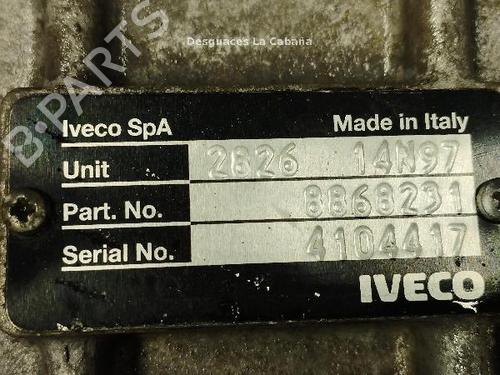 Desguaces La Cabaña
B-PARTS
Iveco SpA Made in Italy
Unit 2826 14N97
Part. No. 8868231
Serial No. 4104417
IVECO